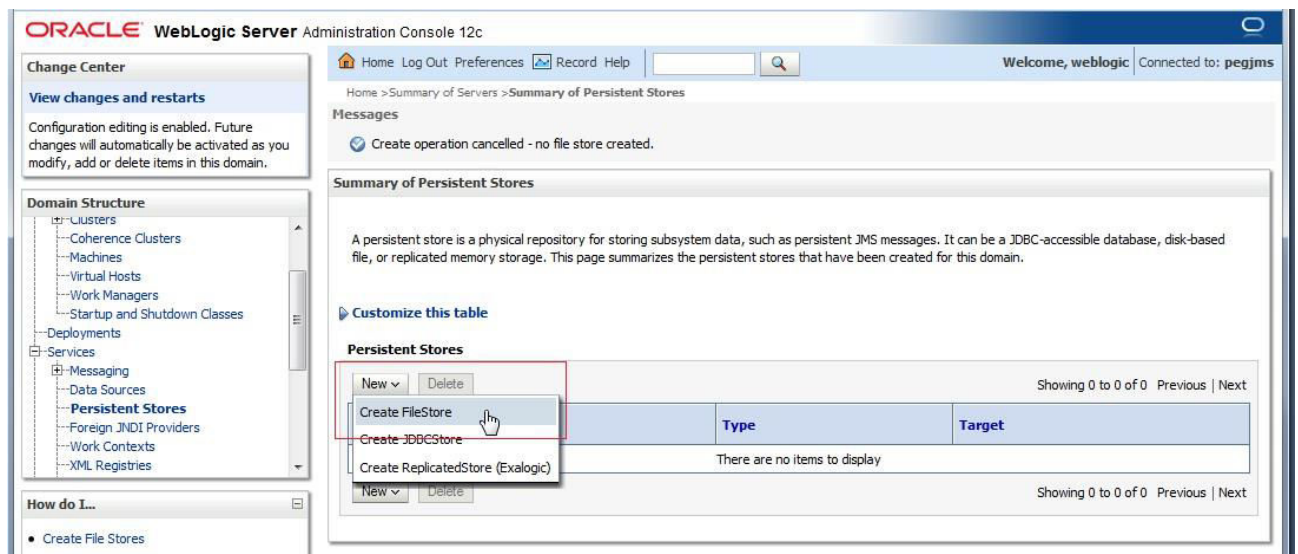 ORACLE WebLogic Server Administration Console 12c
Change Center
View changes and restarts
Configuration editing is enabled. Future
changes will automatically be activated as you
modify, add or delete items in this domain.
Domain Structure
Clusters
Coherence Clusters
Machines
Virtual Hosts
Work Managers
Startup and Shutdown Classes
Deployments
Services
Messaging
Data Sources
Persistent Stores
Foreign JNDI Providers
Work Contexts
XML Registries
How do I...
Create File Stores
Home Log Out Preferences Record Help
Welcome, weblogic Connected to: pegjms
Home >Summary of Servers >Summary of Persistent Stores
Messages
Create operation cancelled - no file store created.
Summary of Persistent Stores
A persistent store is a physical repository for storing subsystem data, such as persistent JMS messages. It can be a JDBC-accessible database, disk-based
file, or replicated memory storage. This page summarizes the persistent stores that have been created for this domain.
Customize this table
Persistent Stores
New Delete
Showing 0 to 0 of 0 Previous | Next
Create FileStore
Create JDBCStore
Create ReplicatedStore (Exalogic)
Type Target
There are no items to display
New Delete
Showing 0 to 0 of 0 Previous | Next